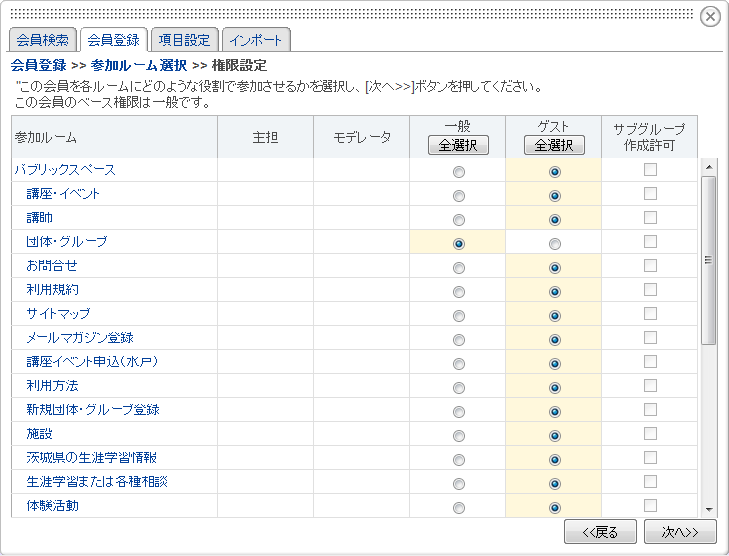 会員検索 会員登録 項目設定 インポート
会員登録 >> 参加ルーム選択 >> 権限設定
"この会員を各ルームにどのような役割で参加させるかを選択し、[次へ>>]ボタンを押してください。
この会員のベース権限は一般です。
参加ルーム 主担 モデレータ 一般 ゲスト サブグループ
全選択 全選択 作成許可
パブリックスペース
講座・イベント
講師
団体・グループ
お問合せ
利用規約
サイトマップ
メールマガジン登録
講座イベント申込（水戸）
利用方法
新規団体・グループ登録
施設
茨城県の生涯学習情報
生涯学習または各種相談
体験活動
<<戻る 次へ>>